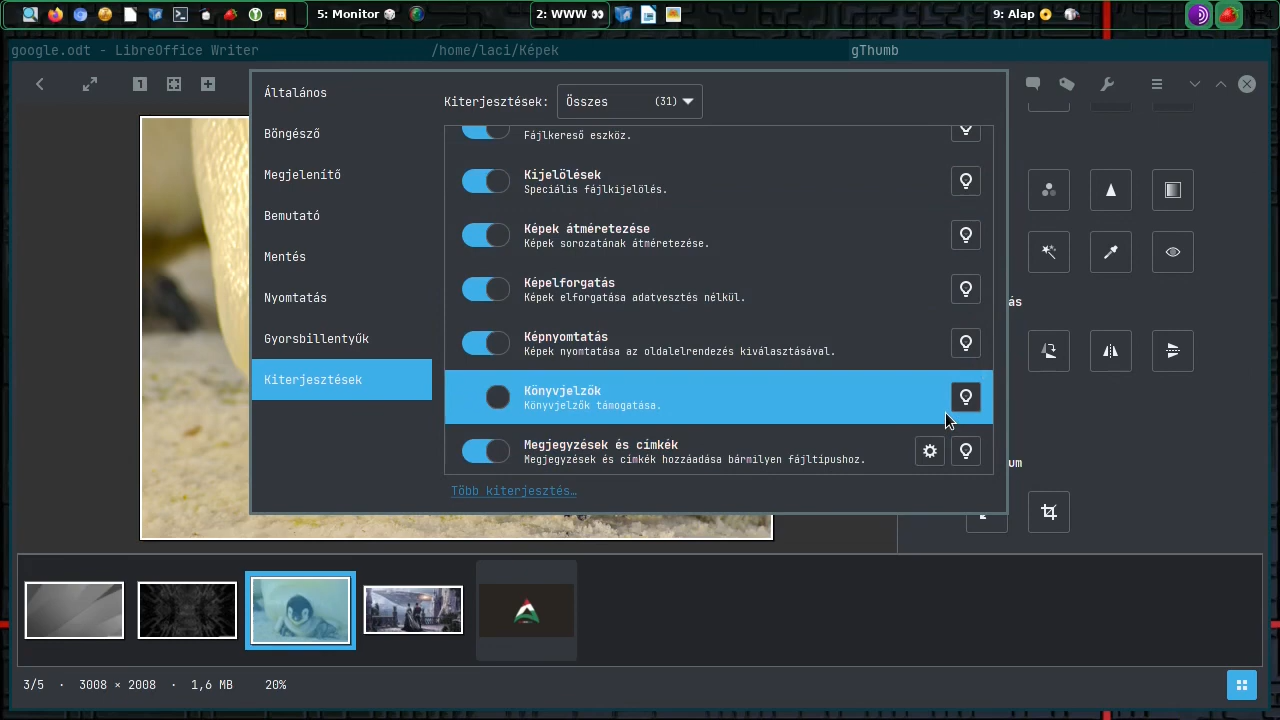 5: Monitor
2: WWW
9: Alap
google.odt - LibreOffice Writer
/home/laci/Képek
gThumb
Általános
Böngésző
Megjelenítő
Bemutató
Mentés
Nyomtatás
Gyorsbillentyűk
Kiterjesztések
Kiterjesztések: Összes (31)
Fájlkereső eszköz.
Kijelölések
Speciális fájlkijelölés.
Képek átméretezése
Képek sorozatának átméretezése.
Képelforgatás
Képek elforgatása adatvesztés nélkül.
Képnyomtatás
Képek nyomtatása az oldalelrendezés kiválasztásával.
Könyvjelzők
Könyvjelzők támogatása.
Megjegyzések és címkék
Megjegyzések és címkék hozzáadása bármilyen fájltípushoz.
Több kiterjesztés…
ás
um
3/5 · 3008 × 2008 · 1,6 MB 20%